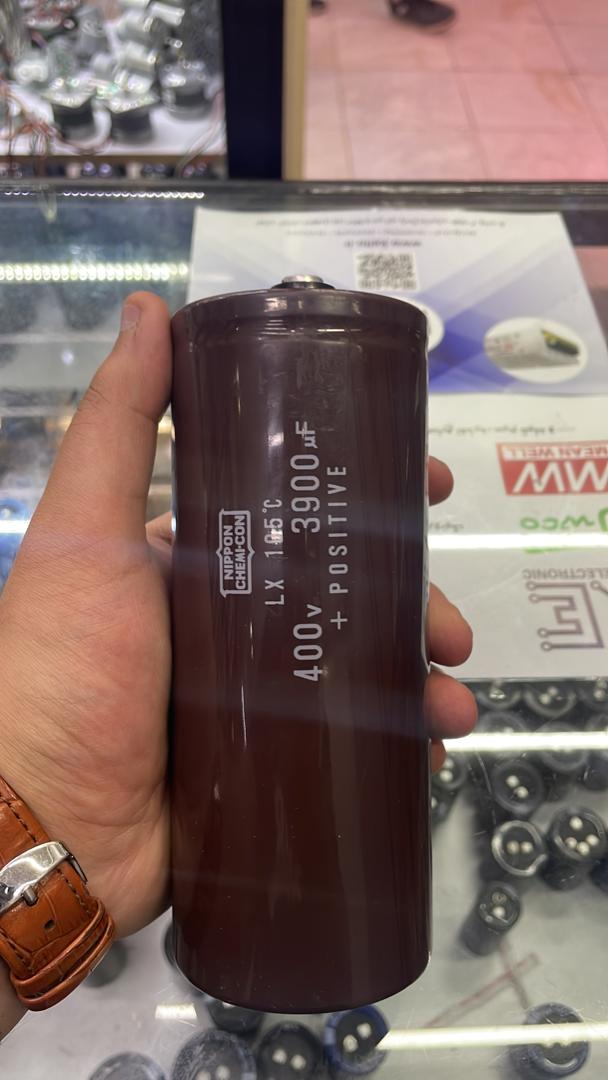 NIPPON
CHEMI-CON
LX 105°C
400V 3900µF
+ POSITIVE
MW
MEAN WELL
ELECTRONIC